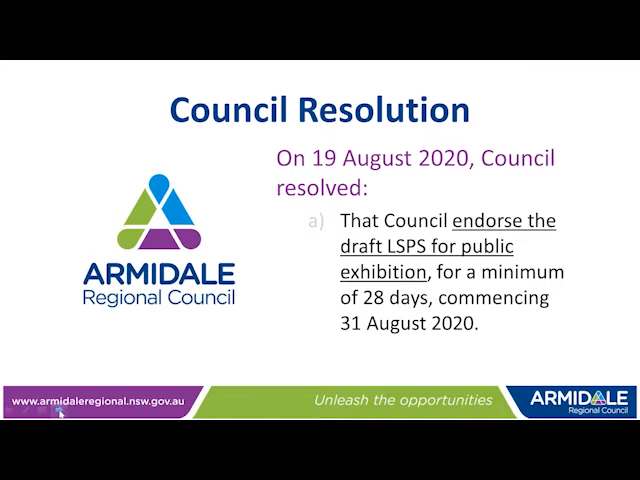 Council Resolution
On 19 August 2020, Council
resolved:
a) That Council endorse the
draft LSPS for public
exhibition, for a minimum
of 28 days, commencing
31 August 2020.
ARMIDALE
Regional Council
www.armidaleregional.nsw.gov.au
Unleash the opportunities
ARMIDALE
Regional Council